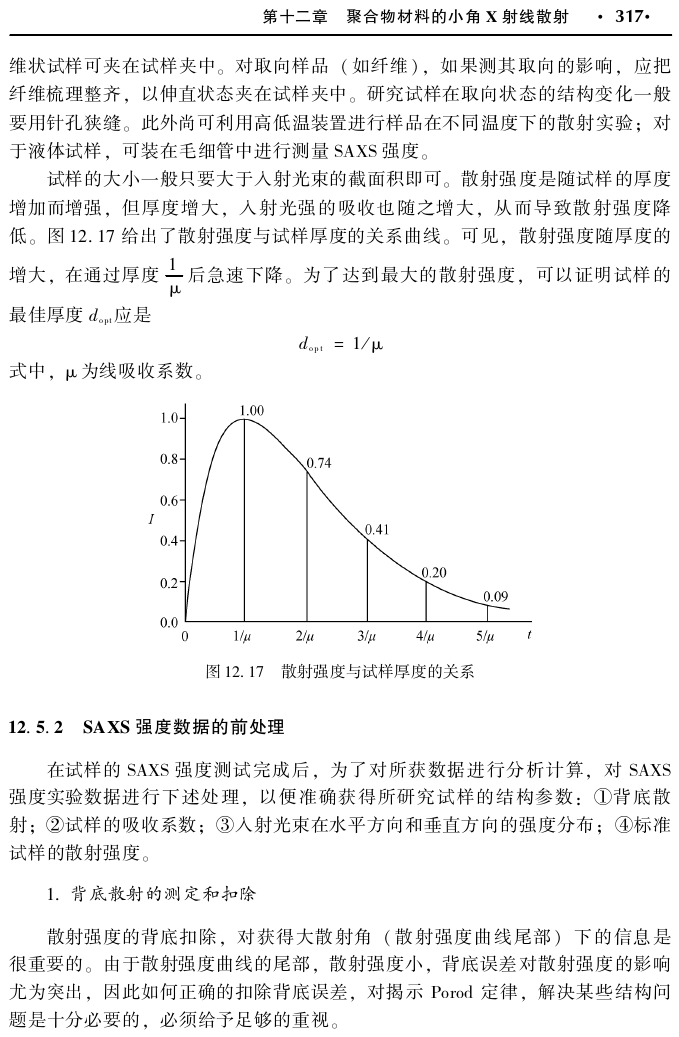 第十二章 聚合物材料的小角 X 射线散射 · 317·
维状试样可夹在试样夹中。对取向样品（如纤维），如果测其取向的影响，应把
纤维梳理整齐，以伸直状态夹在试样夹中。研究试样在取向状态的结构变化一般
要用针孔狭缝。此外尚可利用高低温装置进行样品在不同温度下的散射实验；对
于液体试样，可装在毛细管中进行测量 SAXS 强度。
试样的大小一般只要大于入射光束的截面积即可。散射强度是随试样的厚度
增加而增强，但厚度增大，入射光强的吸收也随之增大，从而导致散射强度降
低。图 12. 17 给出了散射强度与试样厚度的关系曲线。可见，散射强度随厚度的
增大，在通过厚度 1/μ 后急速下降。为了达到最大的散射强度，可以证明试样的
最佳厚度 dopt应是
dopt = 1/μ
式中，μ 为线吸收系数。
1.0
1.00
0.8
0.74
0.6
I
0.4
0.41
0.2
0.20
0.09
0.0
0 1/μ 2/μ 3/μ 4/μ 5/μ t
图 12. 17 散射强度与试样厚度的关系
12. 5. 2 SAXS 强度数据的前处理
在试样的 SAXS 强度测试完成后，为了对所获数据进行分析计算，对 SAXS
强度实验数据进行下述处理，以便准确获得所研究试样的结构参数：①背底散
射；②试样的吸收系数；③入射光束在水平方向和垂直方向的强度分布；④标准
试样的散射强度。
1. 背底散射的测定和扣除
散射强度的背底扣除，对获得大散射角（散射强度曲线尾部）下的信息是
很重要的。由于散射强度曲线的尾部，散射强度小，背底误差对散射强度的影响
尤为突出，因此如何正确的扣除背底误差，对揭示 Porod 定律，解决某些结构问
题是十分必要的，必须给予足够的重视。